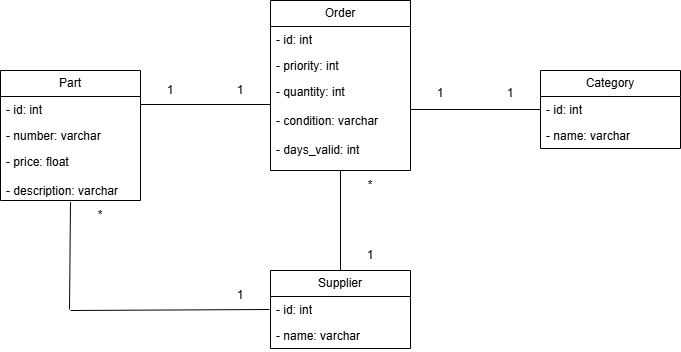 Order
- id: int
- priority: int
- quantity: int
- condition: varchar
- days_valid: int
Part
- id: int
- number: varchar
- price: float
- description: varchar
Category
- id: int
- name: varchar
1
1
1
1
*
1
*
1
Supplier
- id: int
- name: varchar